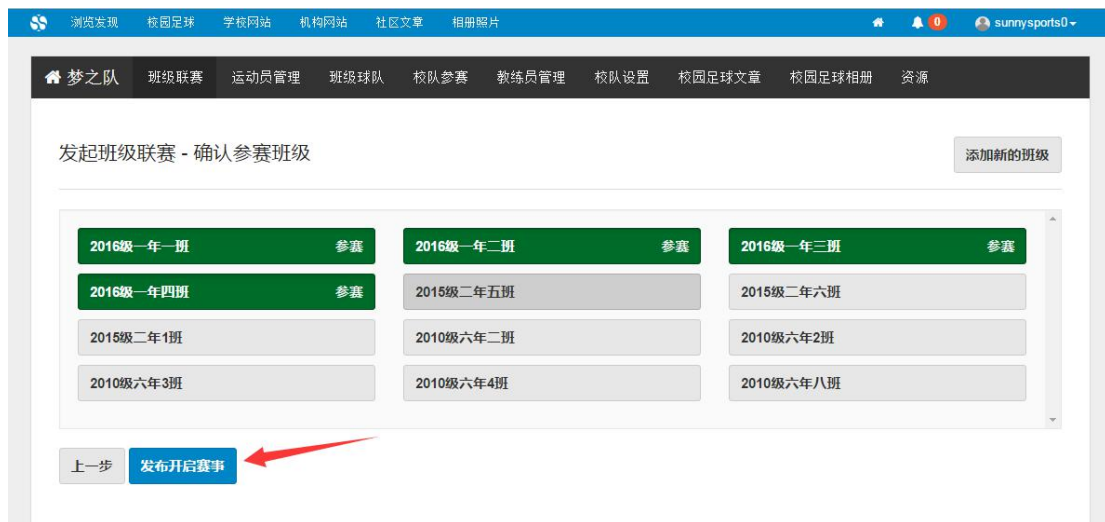 浏览发现 校园足球 学校网站 机构网站 社区文章 相册照片 0 sunnysports0
梦之队 班级联赛 运动员管理 班级球队 校队参赛 教练员管理 校队设置 校园足球文章 校园足球相册 资源
发起班级联赛 - 确认参赛班级 添加新的班级
2016级一年一班 参赛 2016级一年二班 参赛 2016级一年三班 参赛
2016级一年四班 参赛 2015级二年五班 2015级二年六班
2015级二年1班 2010级六年二班 2010级六年2班
2010级六年3班 2010级六年4班 2010级六年八班
上一步 发布开启赛事